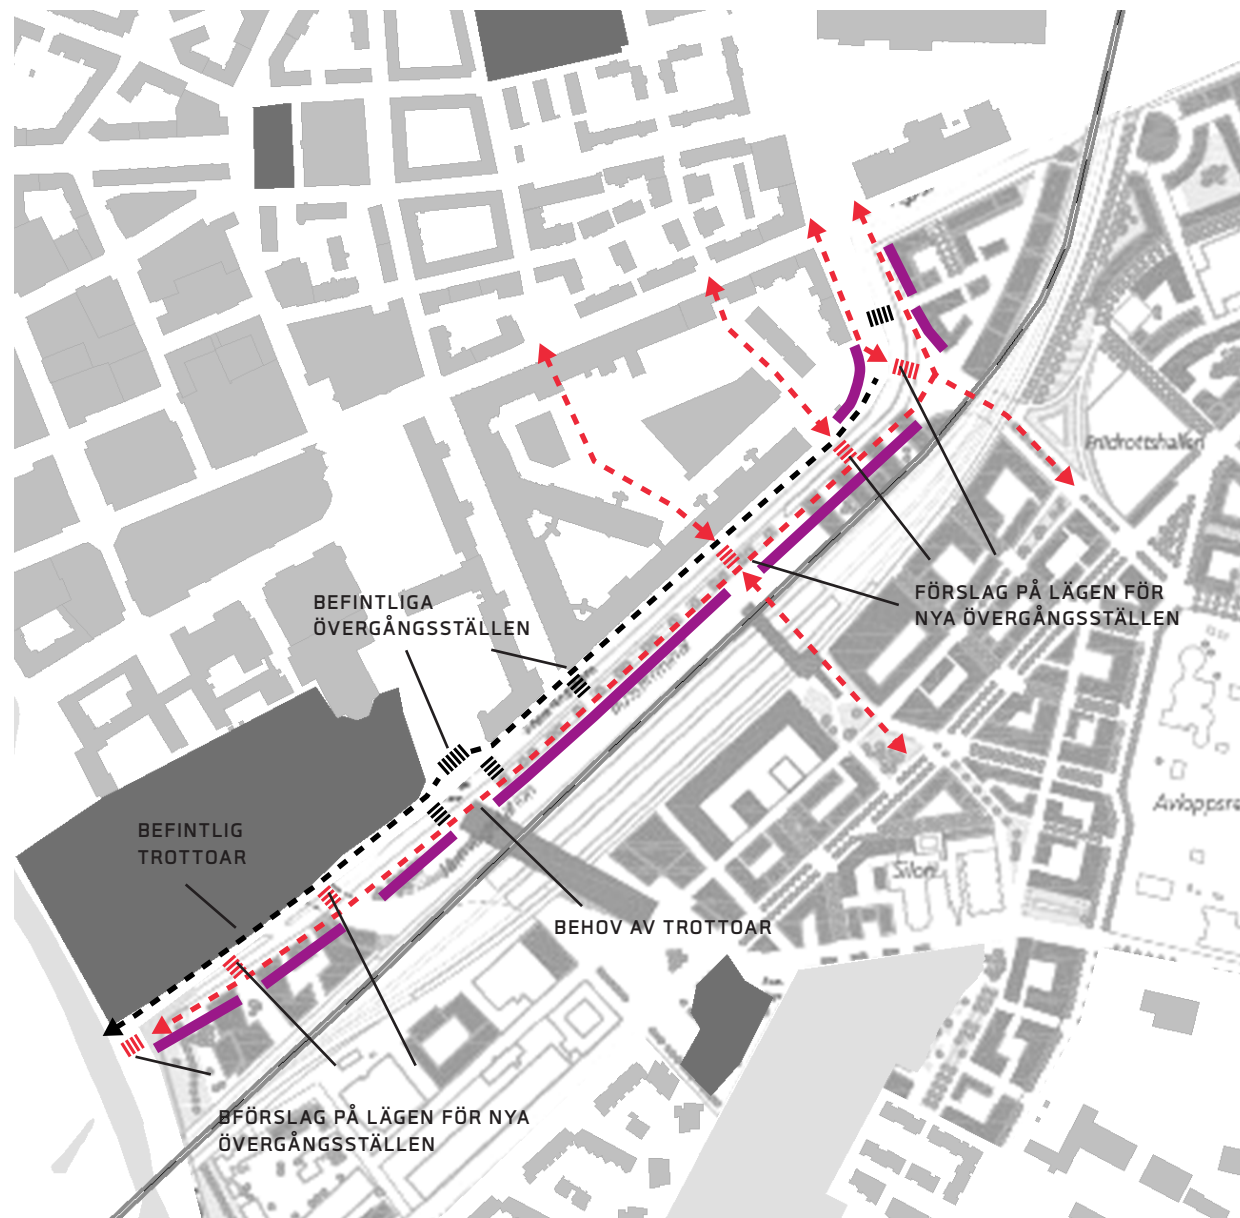 Friidrottshallen
FÖRSLAG PÅ LÄGEN FÖR
NYA ÖVERGÅNGSSTÄLLEN
BEFINTLIGA
ÖVERGÅNGSSTÄLLEN
BEFINTLIG
TROTTOAR
Silon
BEHOV AV TROTTOAR
BFÖRSLAG PÅ LÄGEN FÖR NYA
ÖVERGÅNGSSTÄLLEN